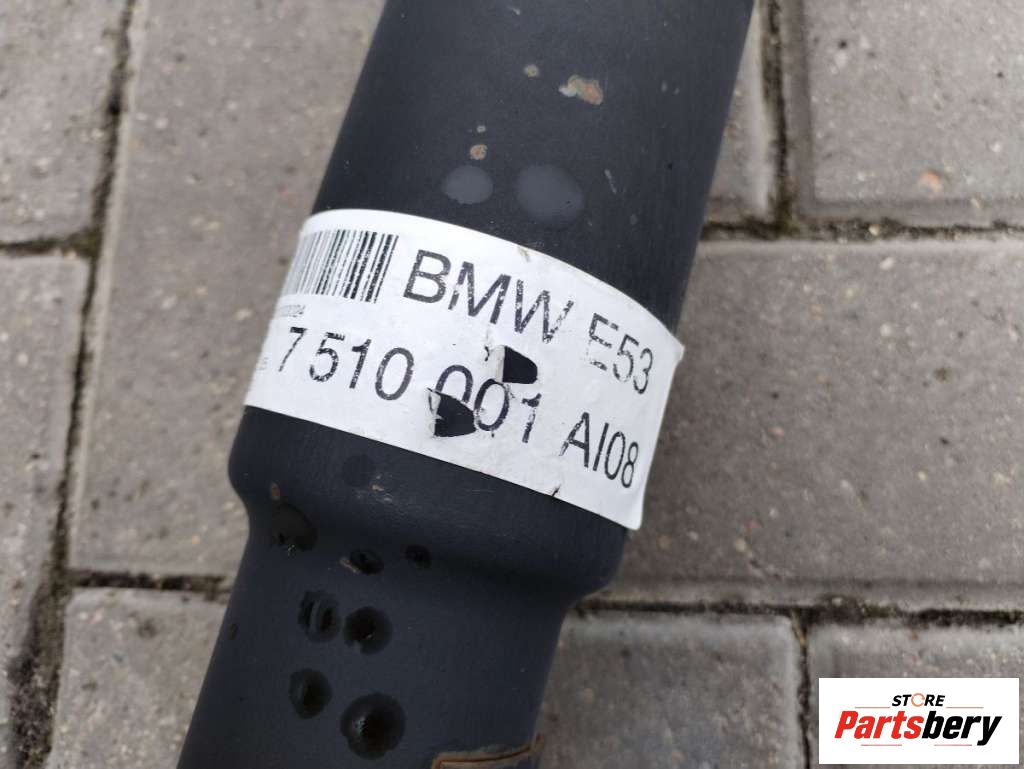 BMW E53
7 510 001 AI08
STORE
Partsbery